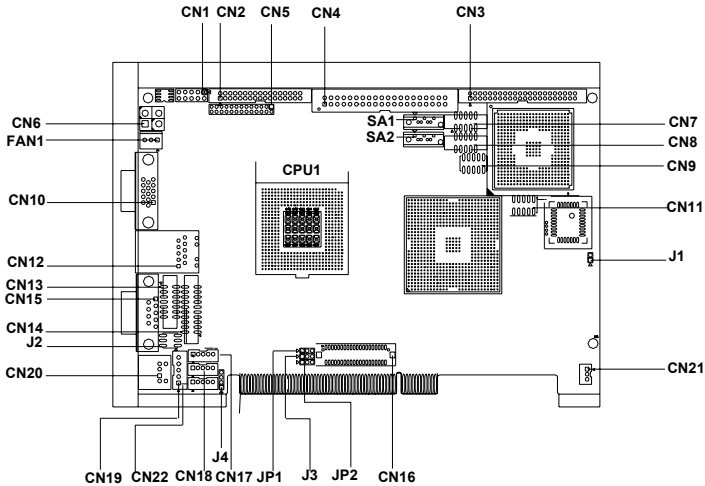 CN1 CN2 CN5 CN4 CN3
CN6
FAN1
SA1
SA2
CN7
CN8
CN9
CPU1
CN10
CN11
CN12
J1
CN13
CN15
CN14
J2
CN20
CN21
J4
CN19 CN22 CN18 CN17 JP1 J3 JP2 CN16